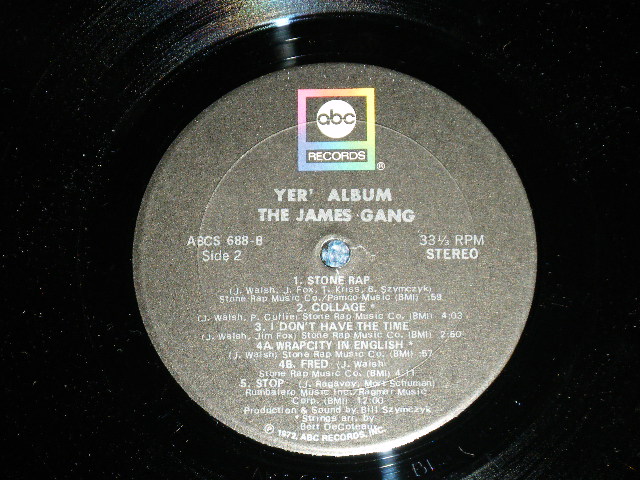 abc
RECORDS
®
YER' ALBUM
THE JAMES GANG
ABCS 688-B
Side 2
33⅓ RPM
STEREO
1. STONE RAP
(J. Walsh, J. Fox, T. Kriss, B. Szymczyk)
Stone Rap Music Co./Pamco Music (BMI) :59
2. COLLAGE *
(J. Walsh, P. Cullie) Stone Rap Music Co. (BMI) 4:03
3. I DON'T HAVE THE TIME
(J. Walsh, Jim Fox) Stone Rap Music Co. (BMI) 2:50
4A. WRAPCITY IN ENGLISH *
(J. Walsh) Stone Rap Music Co. (BMI) :57
4B. FRED (J. Walsh)
Stone Rap Music Co. (BMI) 4:11
5. STOP (J. Ragavoy, Mort Schuman)
Rumbalero Music Inc./Ragmar Music
Corp. (BMI) 12:00
Production & Sound by Bill Szymczyk
* Strings arr. by
Bert DeCoteaux
℗ 1972, ABC RECORDS, INC.